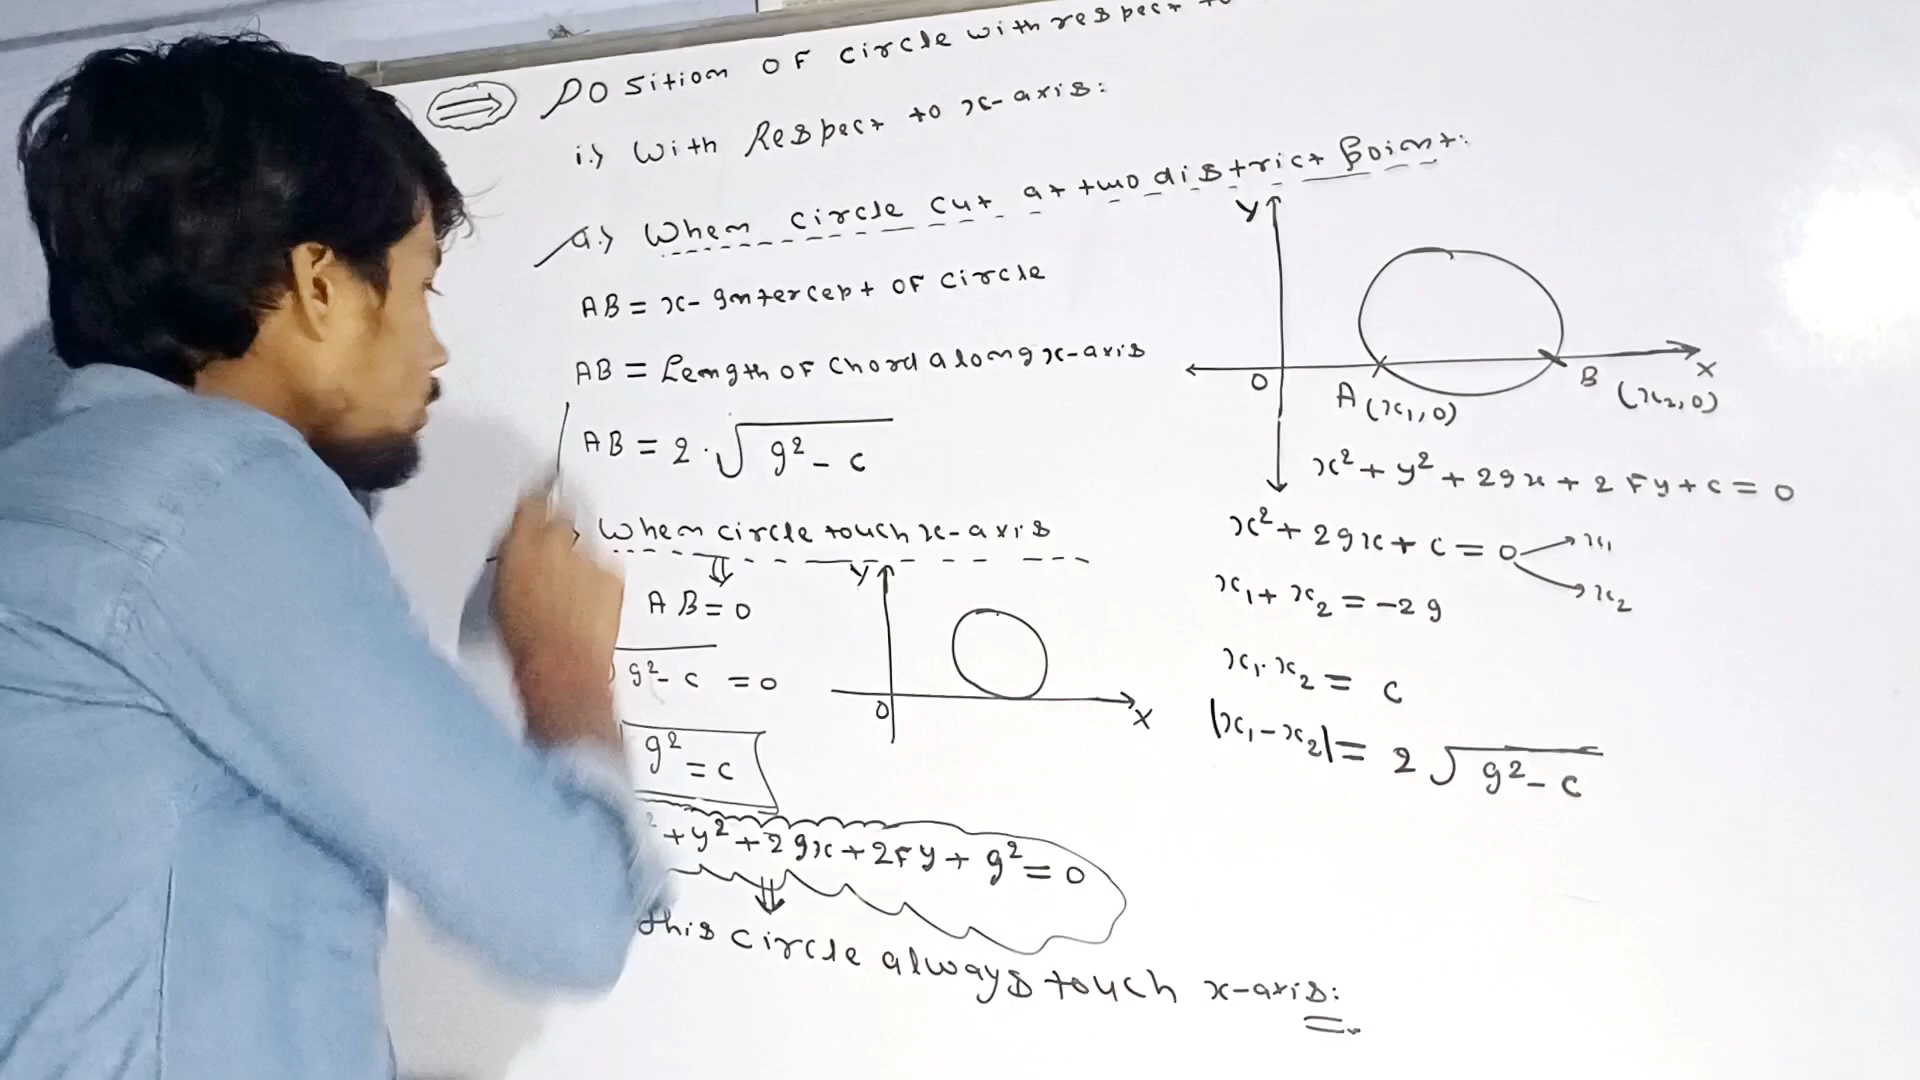 ⇒ Position OF circle with respect to
i.) With Respect to x-axis:
a.) When circle cut at two district Point:
AB = x- Intercept OF circle
AB = Length OF chord along x-axis
AB = 2·√(g² - c)
When circle touch x-axis
⇓
AB = 0
g² - c = 0
g² = c
² + y² + 2gx + 2Fy + g² = 0
⇓
this circle always touch x-axis:
Y
O
X
A (x₁, 0)
B (x₂, 0)
x² + y² + 2gx + 2Fy + c = 0
x² + 2gx + c = 0 → x₁
→ x₂
x₁ + x₂ = -2g
x₁·x₂ = c
|x₁ - x₂| = 2√(g² - c)
Y
O
X